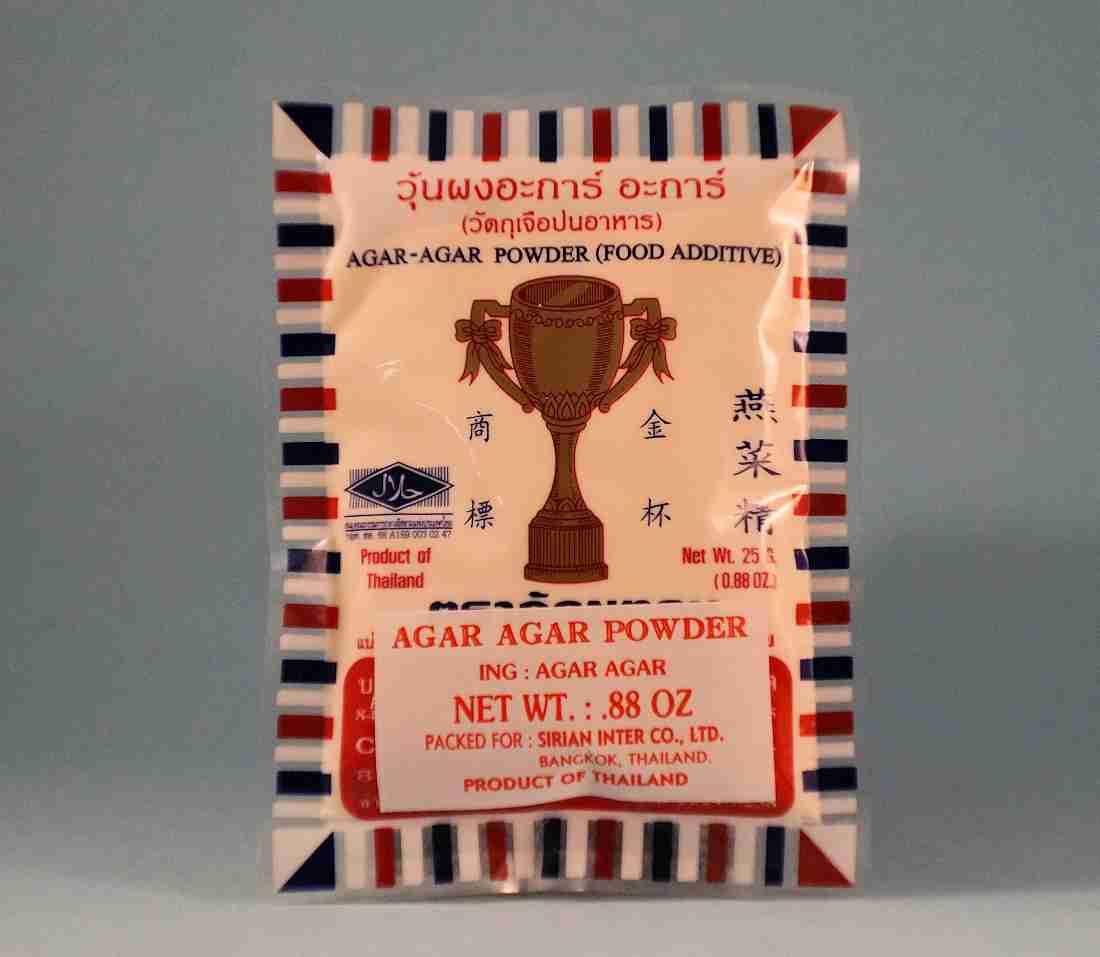 วุ้นผงอะการ์ อะการ์
(วัตถุเจือปนอาหาร)
AGAR-AGAR POWDER (FOOD ADDITIVE)
商標
金杯
燕菜精
حلال
Product of
Thailand
Net Wt. 25 G.
(0.88 OZ.)
AGAR AGAR POWDER
ING : AGAR AGAR
NET WT. : .88 OZ
PACKED FOR : SIRIAN INTER CO., LTD.
BANGKOK, THAILAND.
PRODUCT OF THAILAND